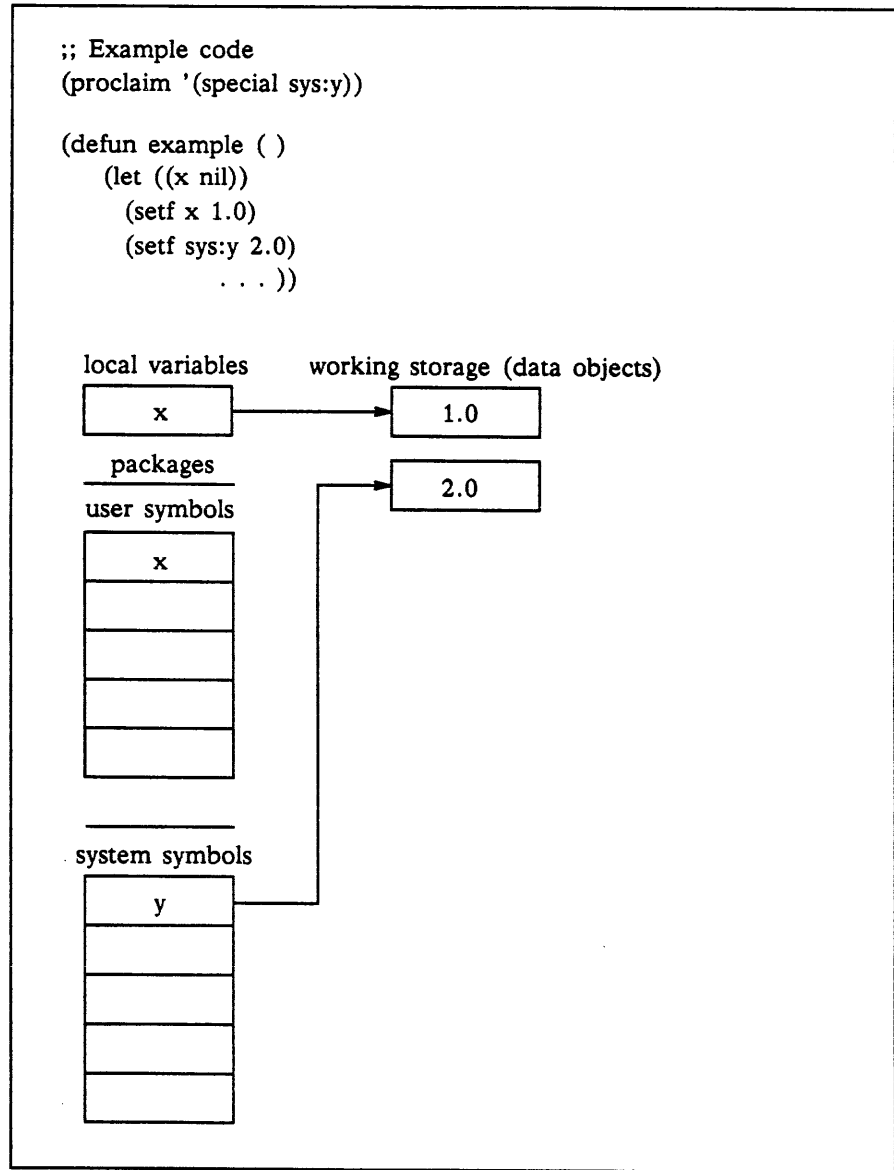 ;; Example code
(proclaim '(special sys:y))
(defun example ( )
(let ((x nil))
(setf x 1.0)
(setf sys:y 2.0)
. . . ))
local variables
working storage (data objects)
x
1.0
packages
2.0
user symbols
x
system symbols
y